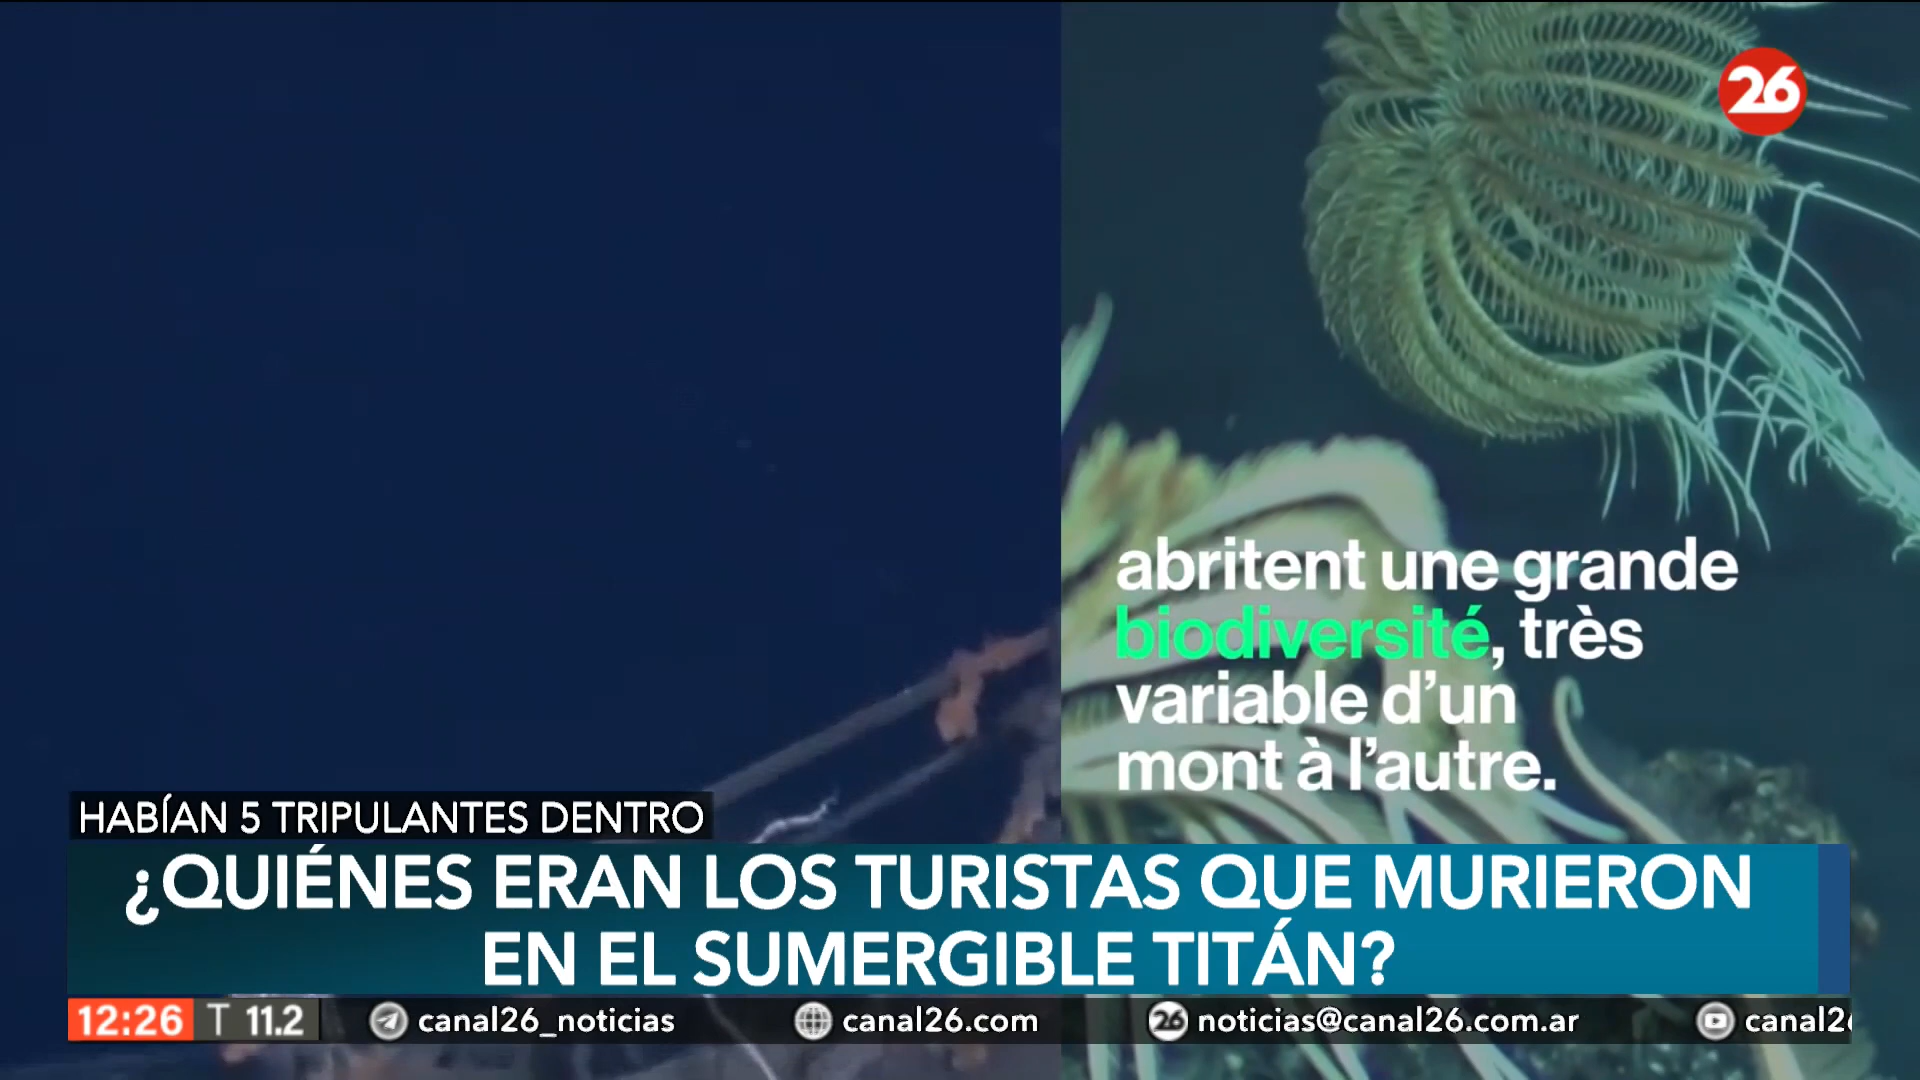 26
abritent une grande
biodiversité, très
variable d'un
mont à l'autre.
HABÍAN 5 TRIPULANTES DENTRO
¿QUIÉNES ERAN LOS TURISTAS QUE MURIERON
EN EL SUMERGIBLE TITÁN?
12:26 T 11.2 canal26_noticias canal26.com 26 noticias@canal26.com.ar